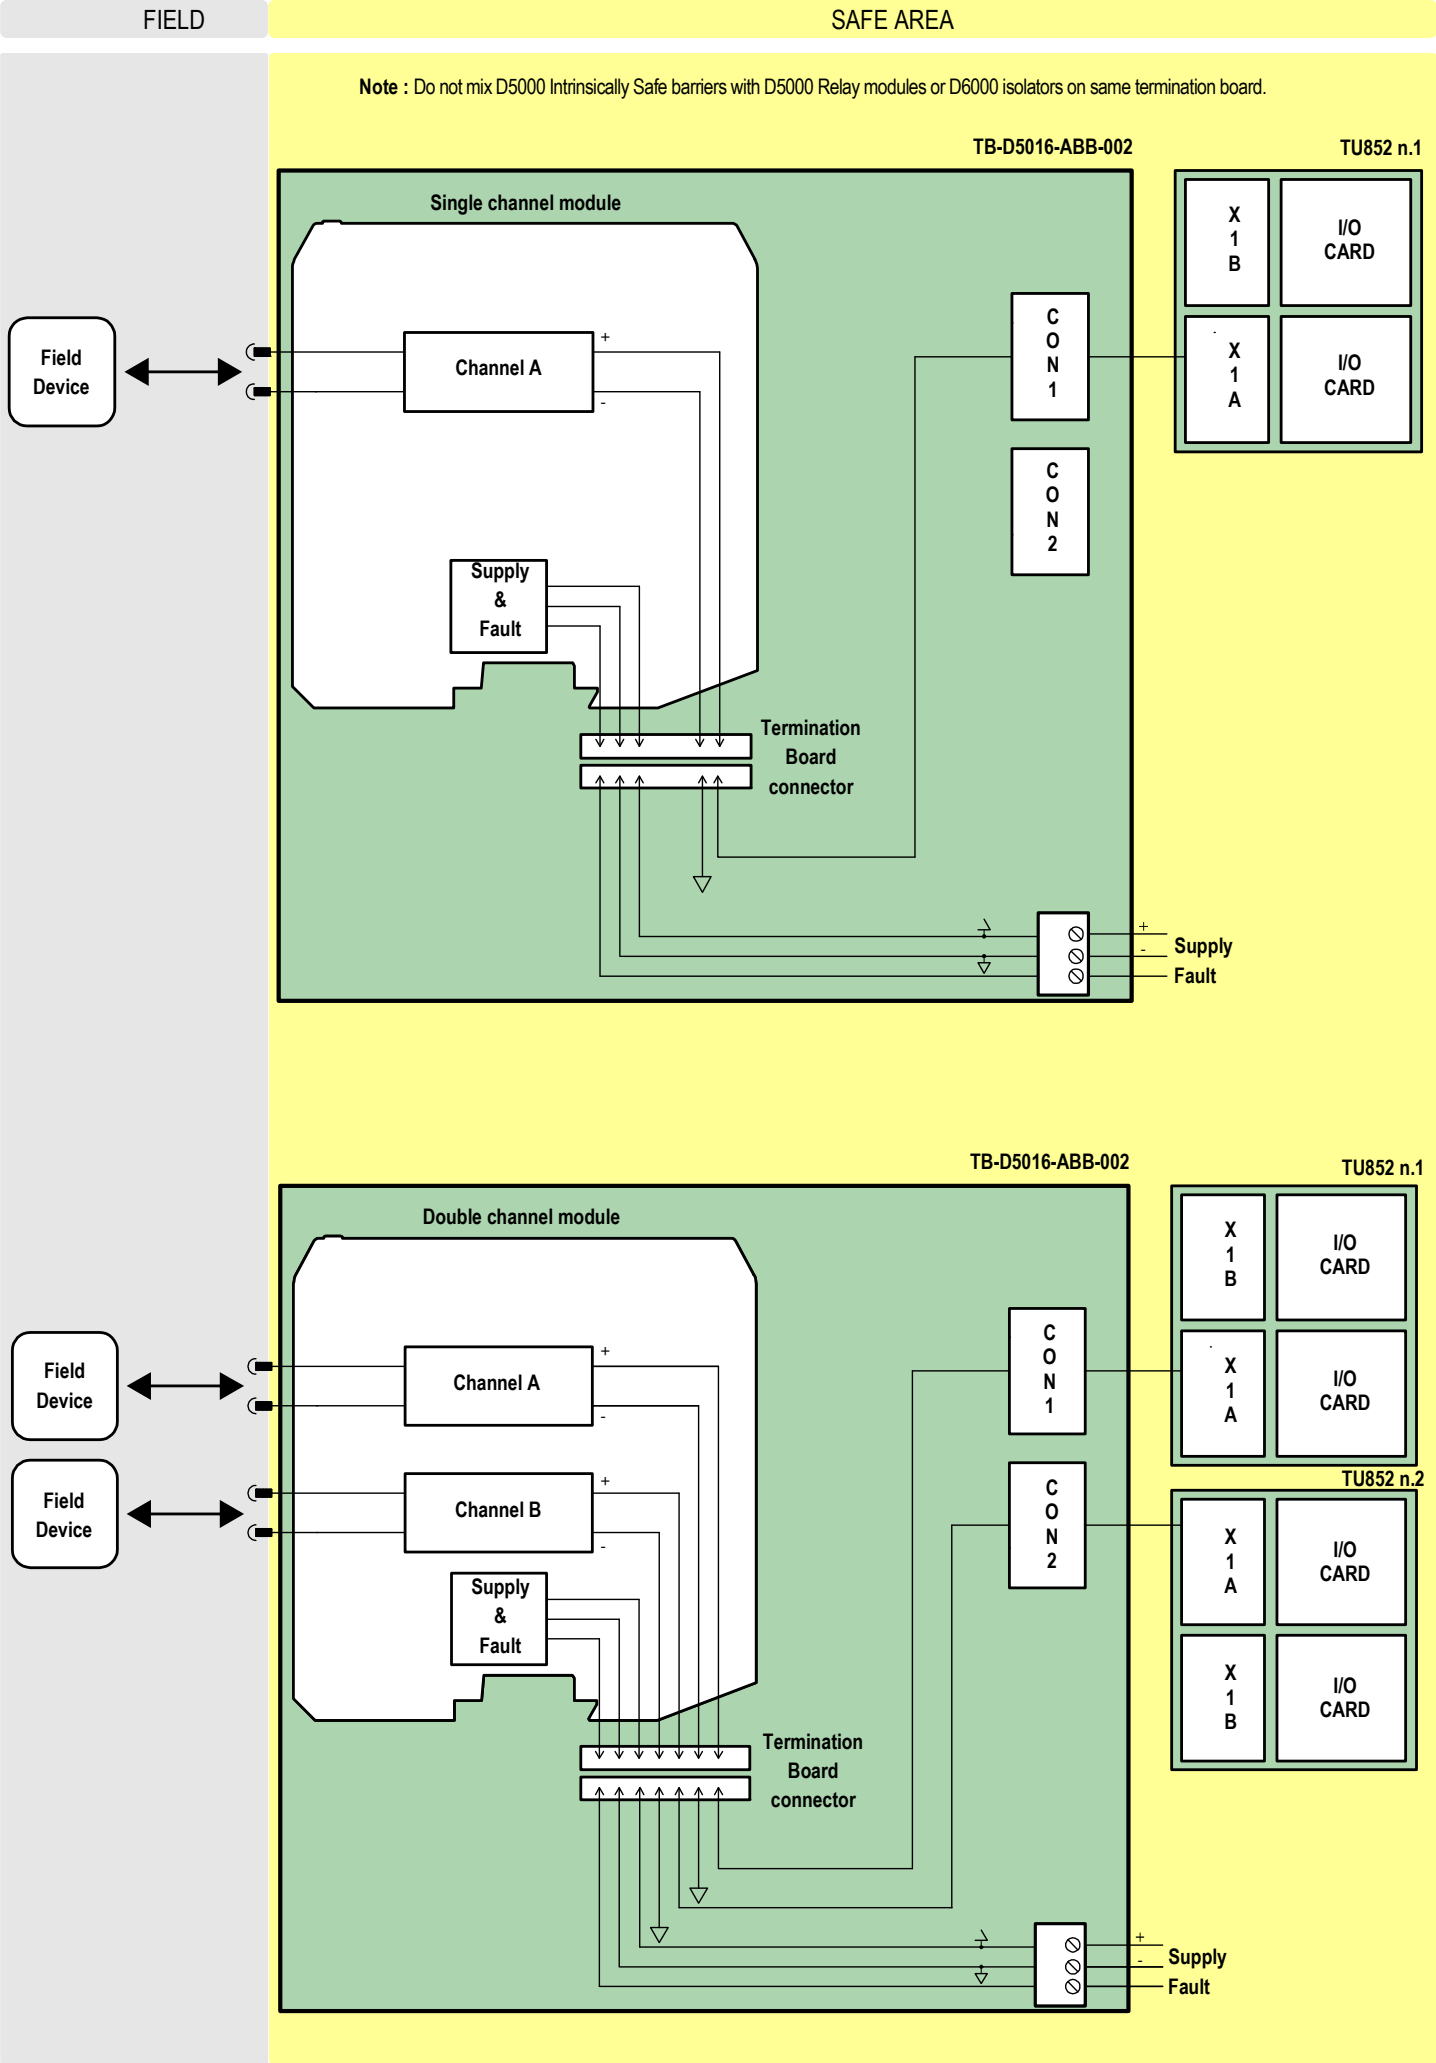 FIELD
SAFE AREA
Note : Do not mix D5000 Intrinsically Safe barriers with D5000 Relay modules or D6000 isolators on same termination board.
TB-D5016-ABB-002
TU852 n.1
Single channel module
X
1
B
I/O
CARD
Field
Device
Channel A
+
-
C
O
N
1
X
1
A
I/O
CARD
C
O
N
2
Supply
&
Fault
Termination
Board
connector
+
-
Supply
Fault
TB-D5016-ABB-002
TU852 n.1
Double channel module
X
1
B
I/O
CARD
Field
Device
Channel A
+
-
C
O
N
1
X
1
A
I/O
CARD
TU852 n.2
Field
Device
Channel B
+
-
C
O
N
2
X
1
A
I/O
CARD
Supply
&
Fault
X
1
B
I/O
CARD
Termination
Board
connector
+
-
Supply
Fault